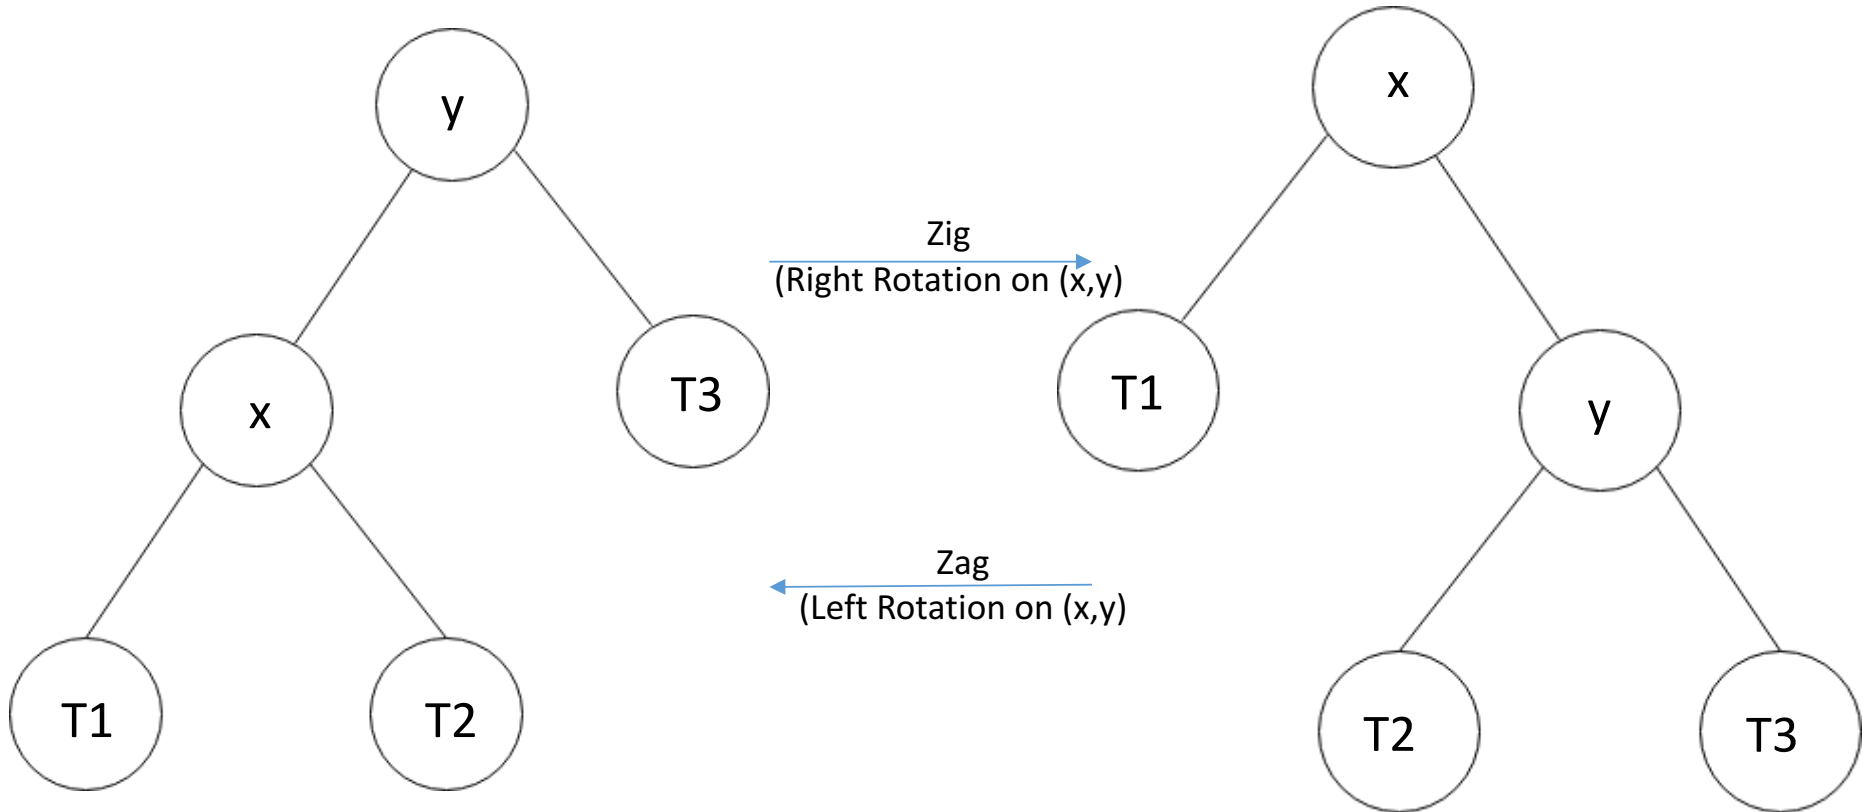 y
x
Zig
(Right Rotation on (x,y)
x
T3
T1
y
Zag
(Left Rotation on (x,y)
T1
T2
T2
T3